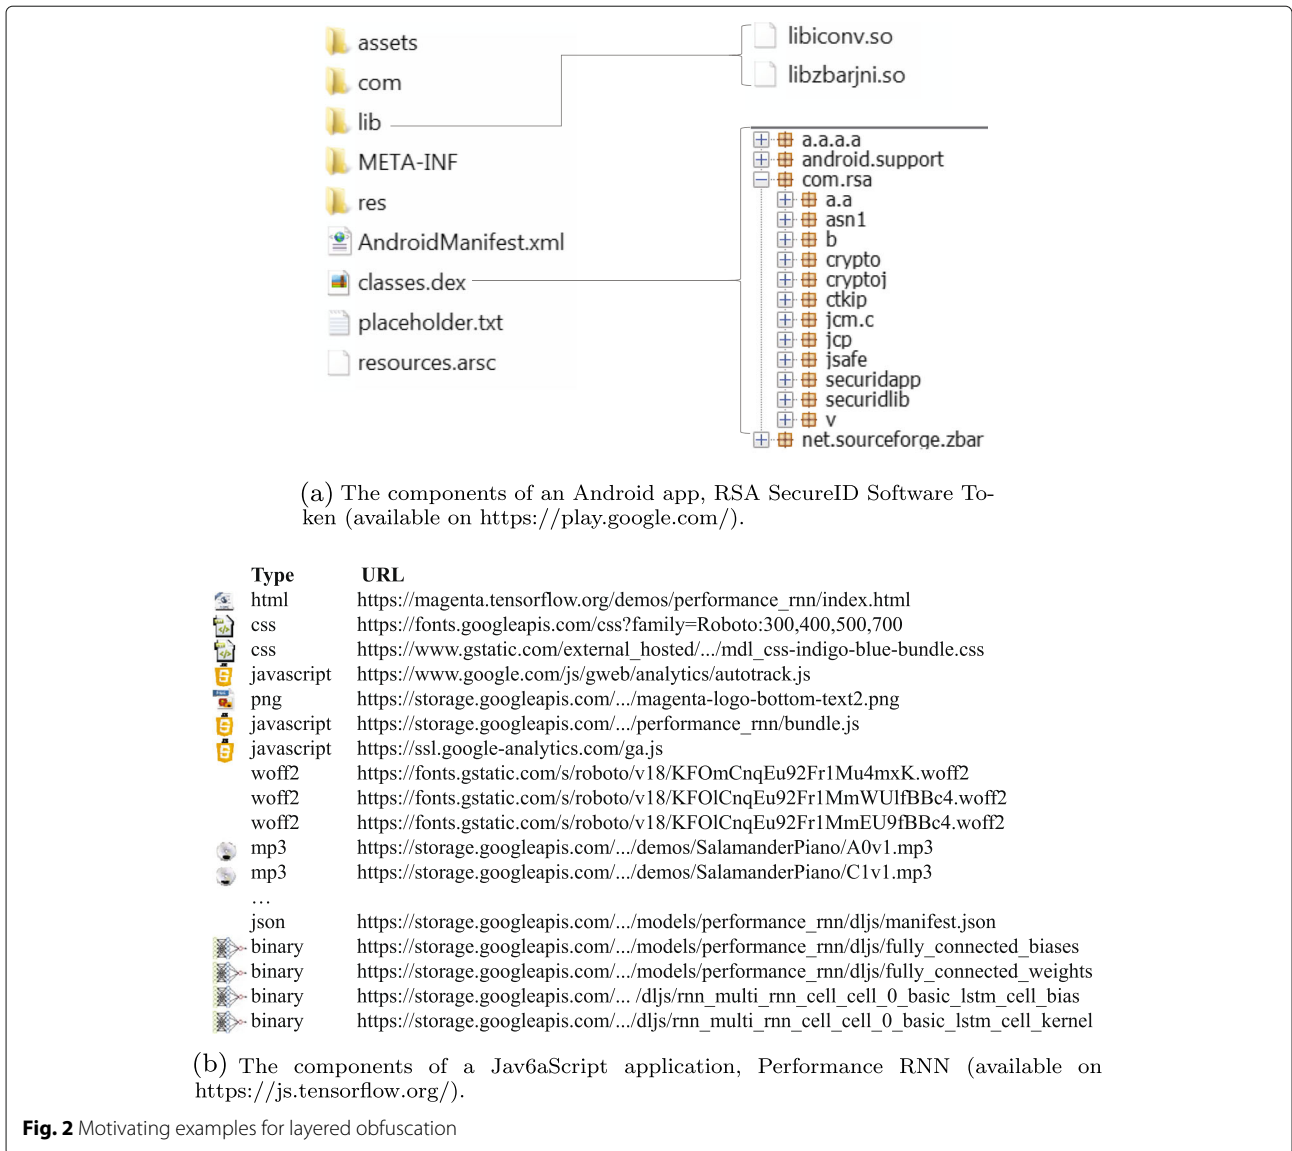 assets
com
lib
META-INF
res
AndroidManifest.xml
classes.dex
placeholder.txt
resources.arsc
libiconv.so
libzbarjni.so
a.a.a.a
android.support
com.rsa
a.a
asn1
b
crypto
cryptoj
ctkip
jcm.c
jcp
jsafe
securidapp
securidlib
v
net.sourceforge.zbar
(a) The components of an Android app, RSA SecureID Software To-
ken (available on https://play.google.com/).
Type URL
html https://magenta.tensorflow.org/demos/performance_rnn/index.html
css https://fonts.googleapis.com/css?family=Roboto:300,400,500,700
css https://www.gstatic.com/external_hosted/.../mdl_css-indigo-blue-bundle.css
javascript https://www.google.com/js/gweb/analytics/autotrack.js
png https://storage.googleapis.com/.../magenta-logo-bottom-text2.png
javascript https://storage.googleapis.com/.../performance_rnn/bundle.js
javascript https://ssl.google-analytics.com/ga.js
woff2 https://fonts.gstatic.com/s/roboto/v18/KFOmCnqEu92Fr1Mu4mxK.woff2
woff2 https://fonts.gstatic.com/s/roboto/v18/KFOlCnqEu92Fr1MmWUlfBBc4.woff2
woff2 https://fonts.gstatic.com/s/roboto/v18/KFOlCnqEu92Fr1MmEU9fBBc4.woff2
mp3 https://storage.googleapis.com/.../demos/SalamanderPiano/A0v1.mp3
mp3 https://storage.googleapis.com/.../demos/SalamanderPiano/C1v1.mp3
...
json https://storage.googleapis.com/.../models/performance_rnn/dljs/manifest.json
binary https://storage.googleapis.com/.../models/performance_rnn/dljs/fully_connected_biases
binary https://storage.googleapis.com/.../models/performance_rnn/dljs/fully_connected_weights
binary https://storage.googleapis.com/... /dljs/rnn_multi_rnn_cell_cell_0_basic_lstm_cell_bias
binary https://storage.googleapis.com/.../dljs/rnn_multi_rnn_cell_cell_0_basic_lstm_cell_kernel
(b) The components of a Jav6aScript application, Performance RNN (available on
https://js.tensorflow.org/).
Fig. 2 Motivating examples for layered obfuscation